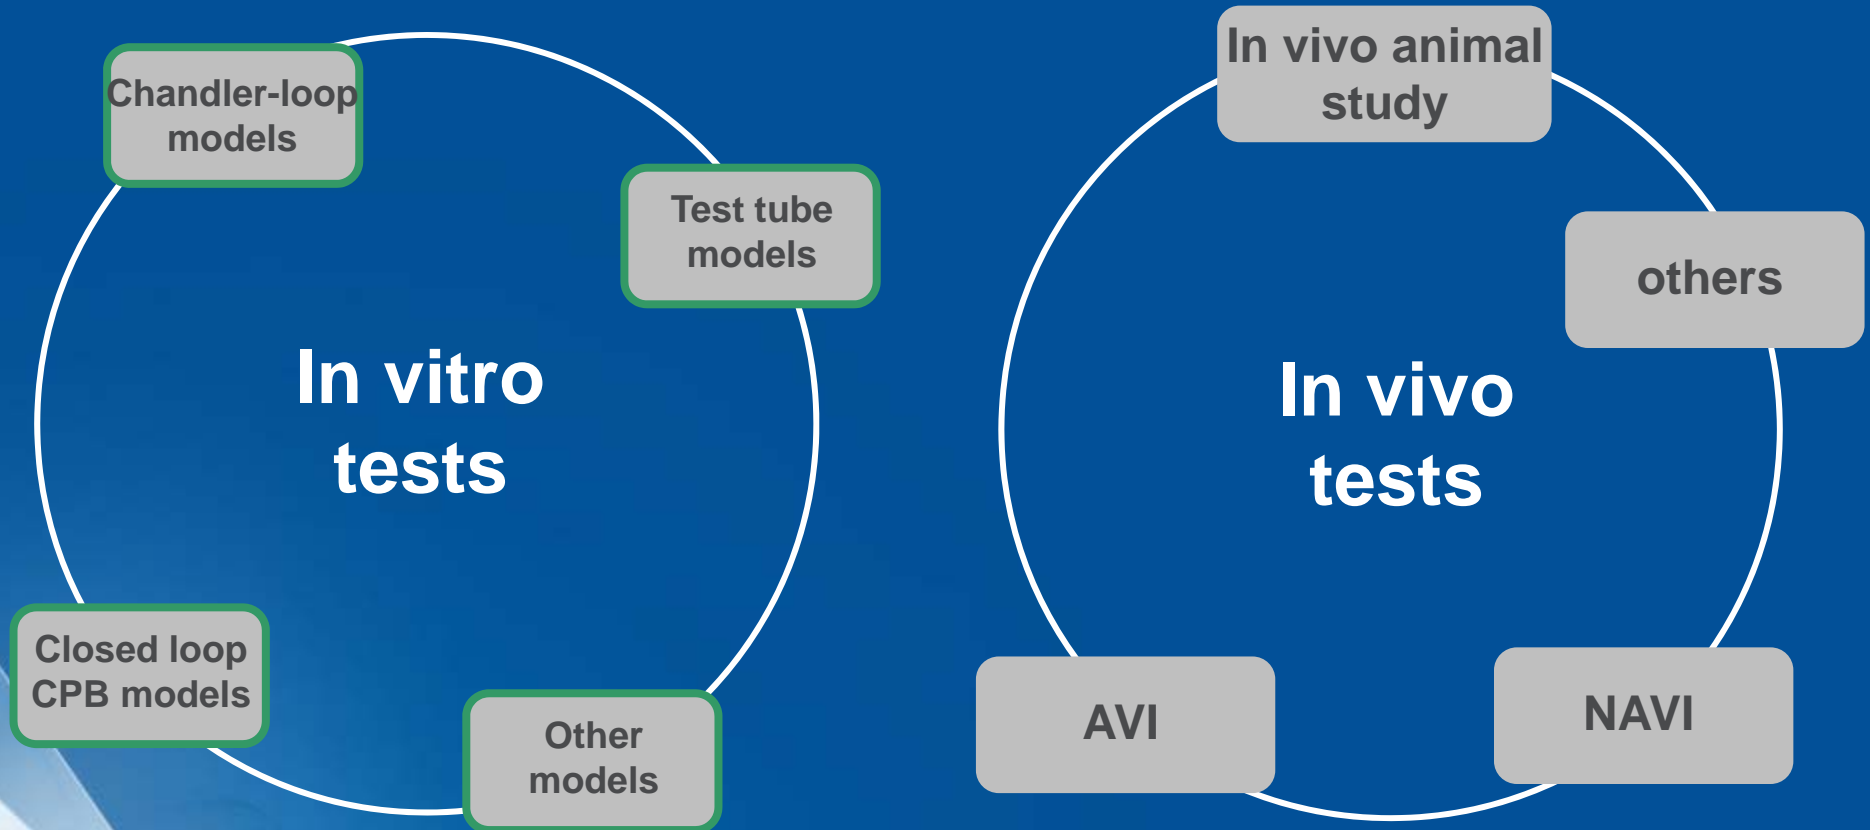 Chandler-loop
models
Test tube
models
In vitro
tests
Closed loop
CPB models
Other
models
In vivo animal
study
others
In vivo
tests
AVI
NAVI